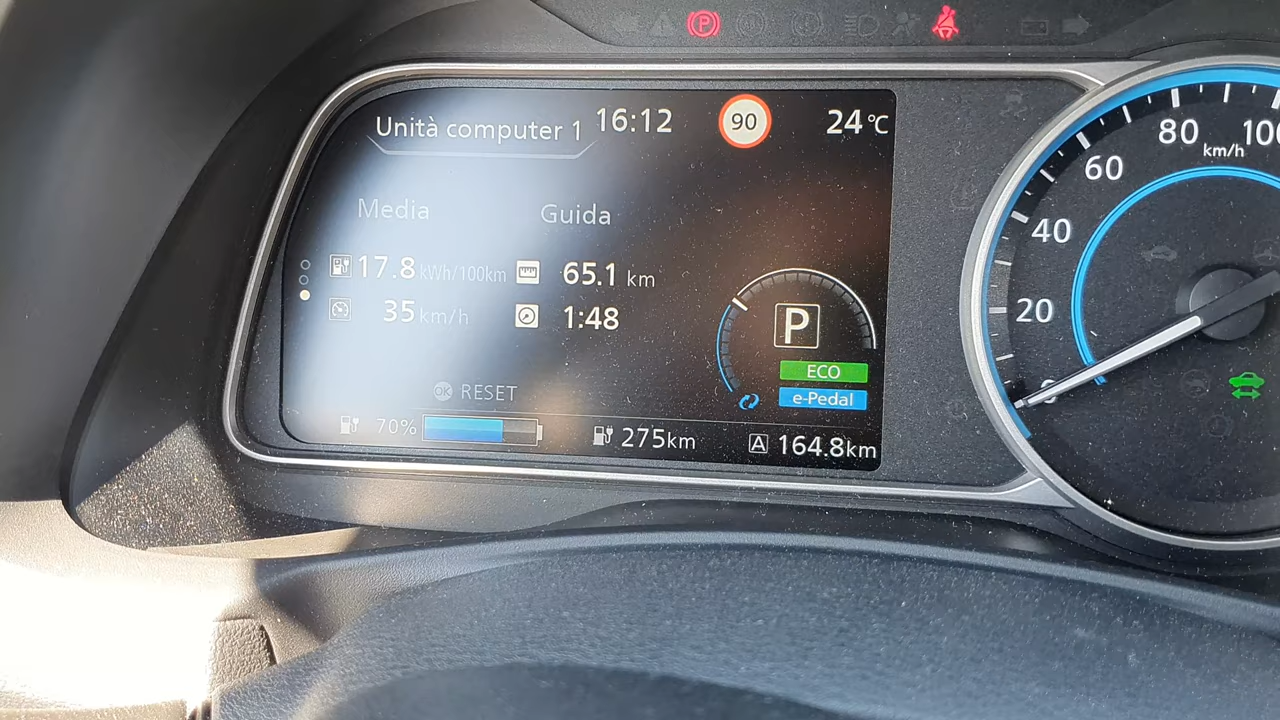 Unità computer 1 16:12 90 24 °C
Media Guida
17.8 kWh/100km 65.1 km
35 km/h 1:48
P
ECO
OK RESET
e-Pedal
70% 275km A 164.8km
20
40
60
80
100
km/h